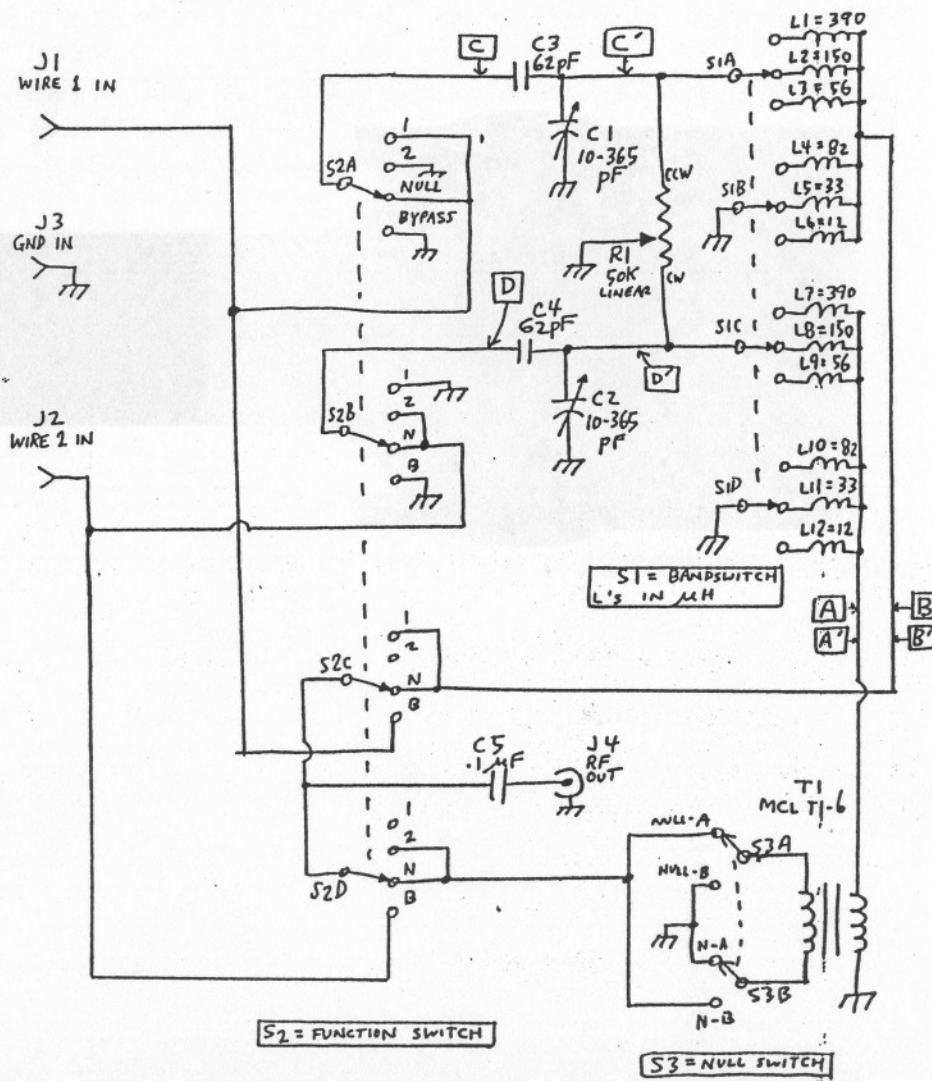 J1
WIRE 1 IN
J3
GND IN
J2
WIRE 2 IN
C
C3
62pF
C'
S1A
L1=390
L2=150
L3=56
C1
10-365
pF
CCW
R1
50K
LINEAR
CW
S1B
L4=82
L5=33
L6=12
S2A
1
2
NULL
BYPASS
D
C4
62pF
S1C
L7=390
L8=150
L9=56
D'
C2
10-365
pF
S2B
1
2
N
B
S1D
L10=82
L11=33
L12=12
S1 = BANDSWITCH
L'S IN µH
A
B
A'
B'
S2C
1
2
N
B
C5
.1µF
J4
RF
OUT
S2D
1
2
N
B
T1
MCL T1-6
NULL-A
S3A
NULL-B
N-A
S3B
N-B
S2 = FUNCTION SWITCH
S3 = NULL SWITCH